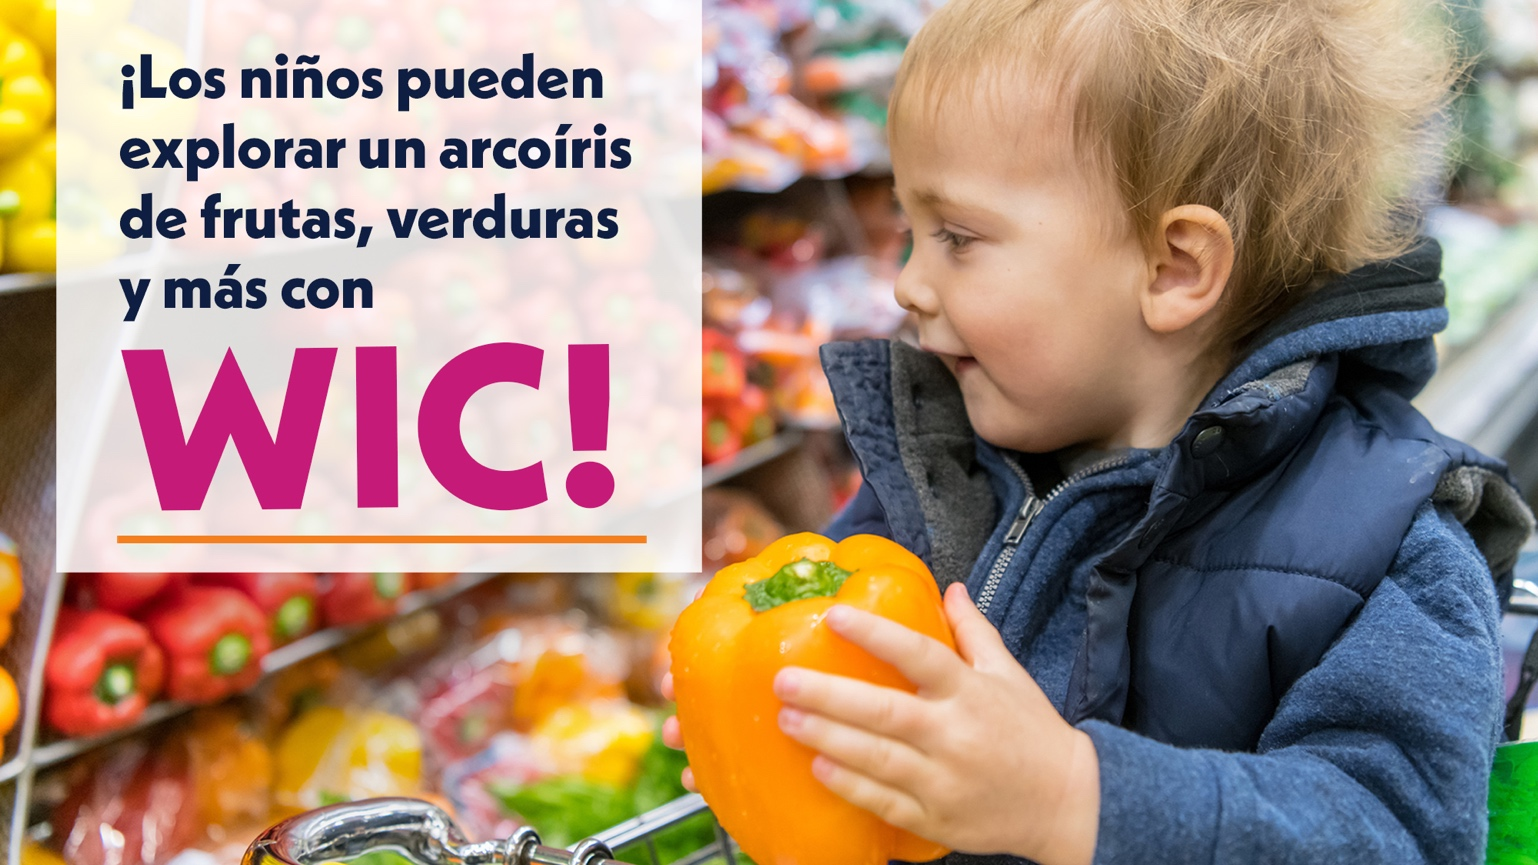 ¡Los niños pueden
explorar un arcoíris
de frutas, verduras
y más con
WIC!